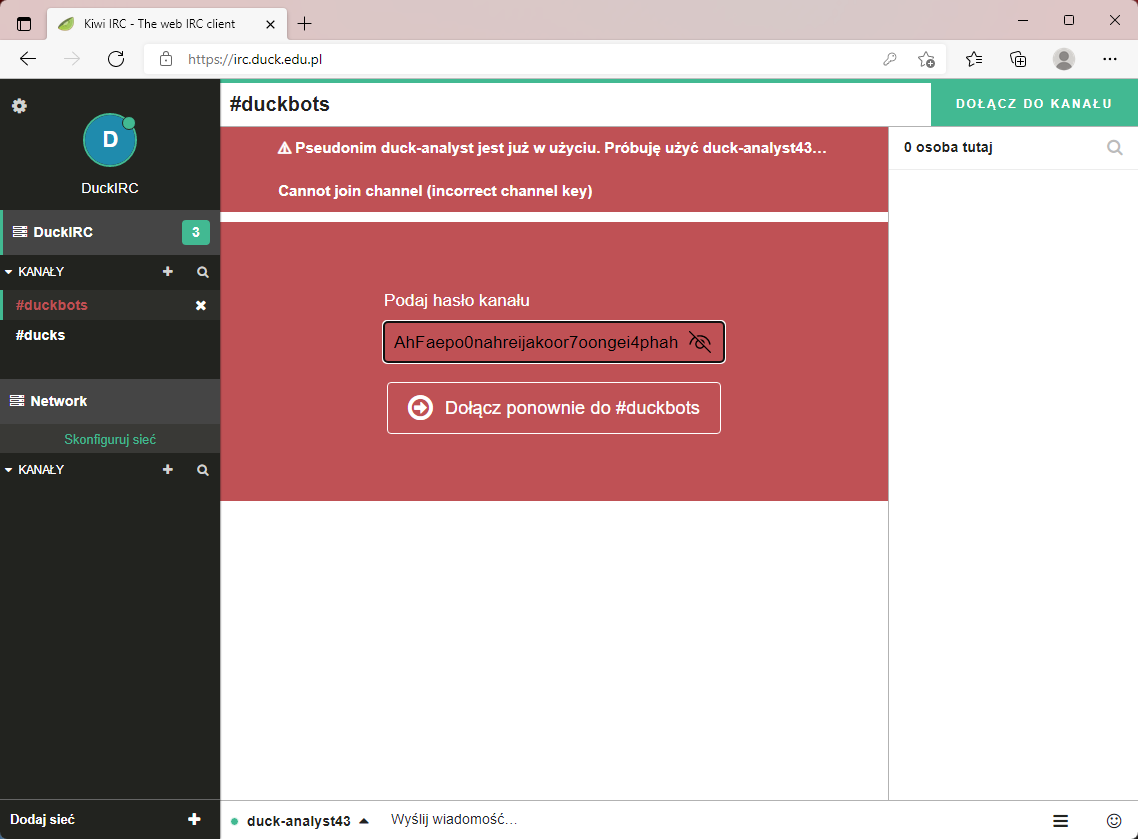 Kiwi IRC - The web IRC client
https://irc.duck.edu.pl
#duckbots
DOŁĄCZ DO KANAŁU
D
DuckIRC
DuckIRC 3
KANAŁY
#duckbots
#ducks
Network
Skonfiguruj sieć
KANAŁY
Dodaj sieć
Pseudonim duck-analyst jest już w użyciu. Próbuję użyć duck-analyst43…
Cannot join channel (incorrect channel key)
Podaj hasło kanału
AhFaepo0nahreijakoor7oongei4phah
Dołącz ponownie do #duckbots
0 osoba tutaj
duck-analyst43
Wyślij wiadomość…